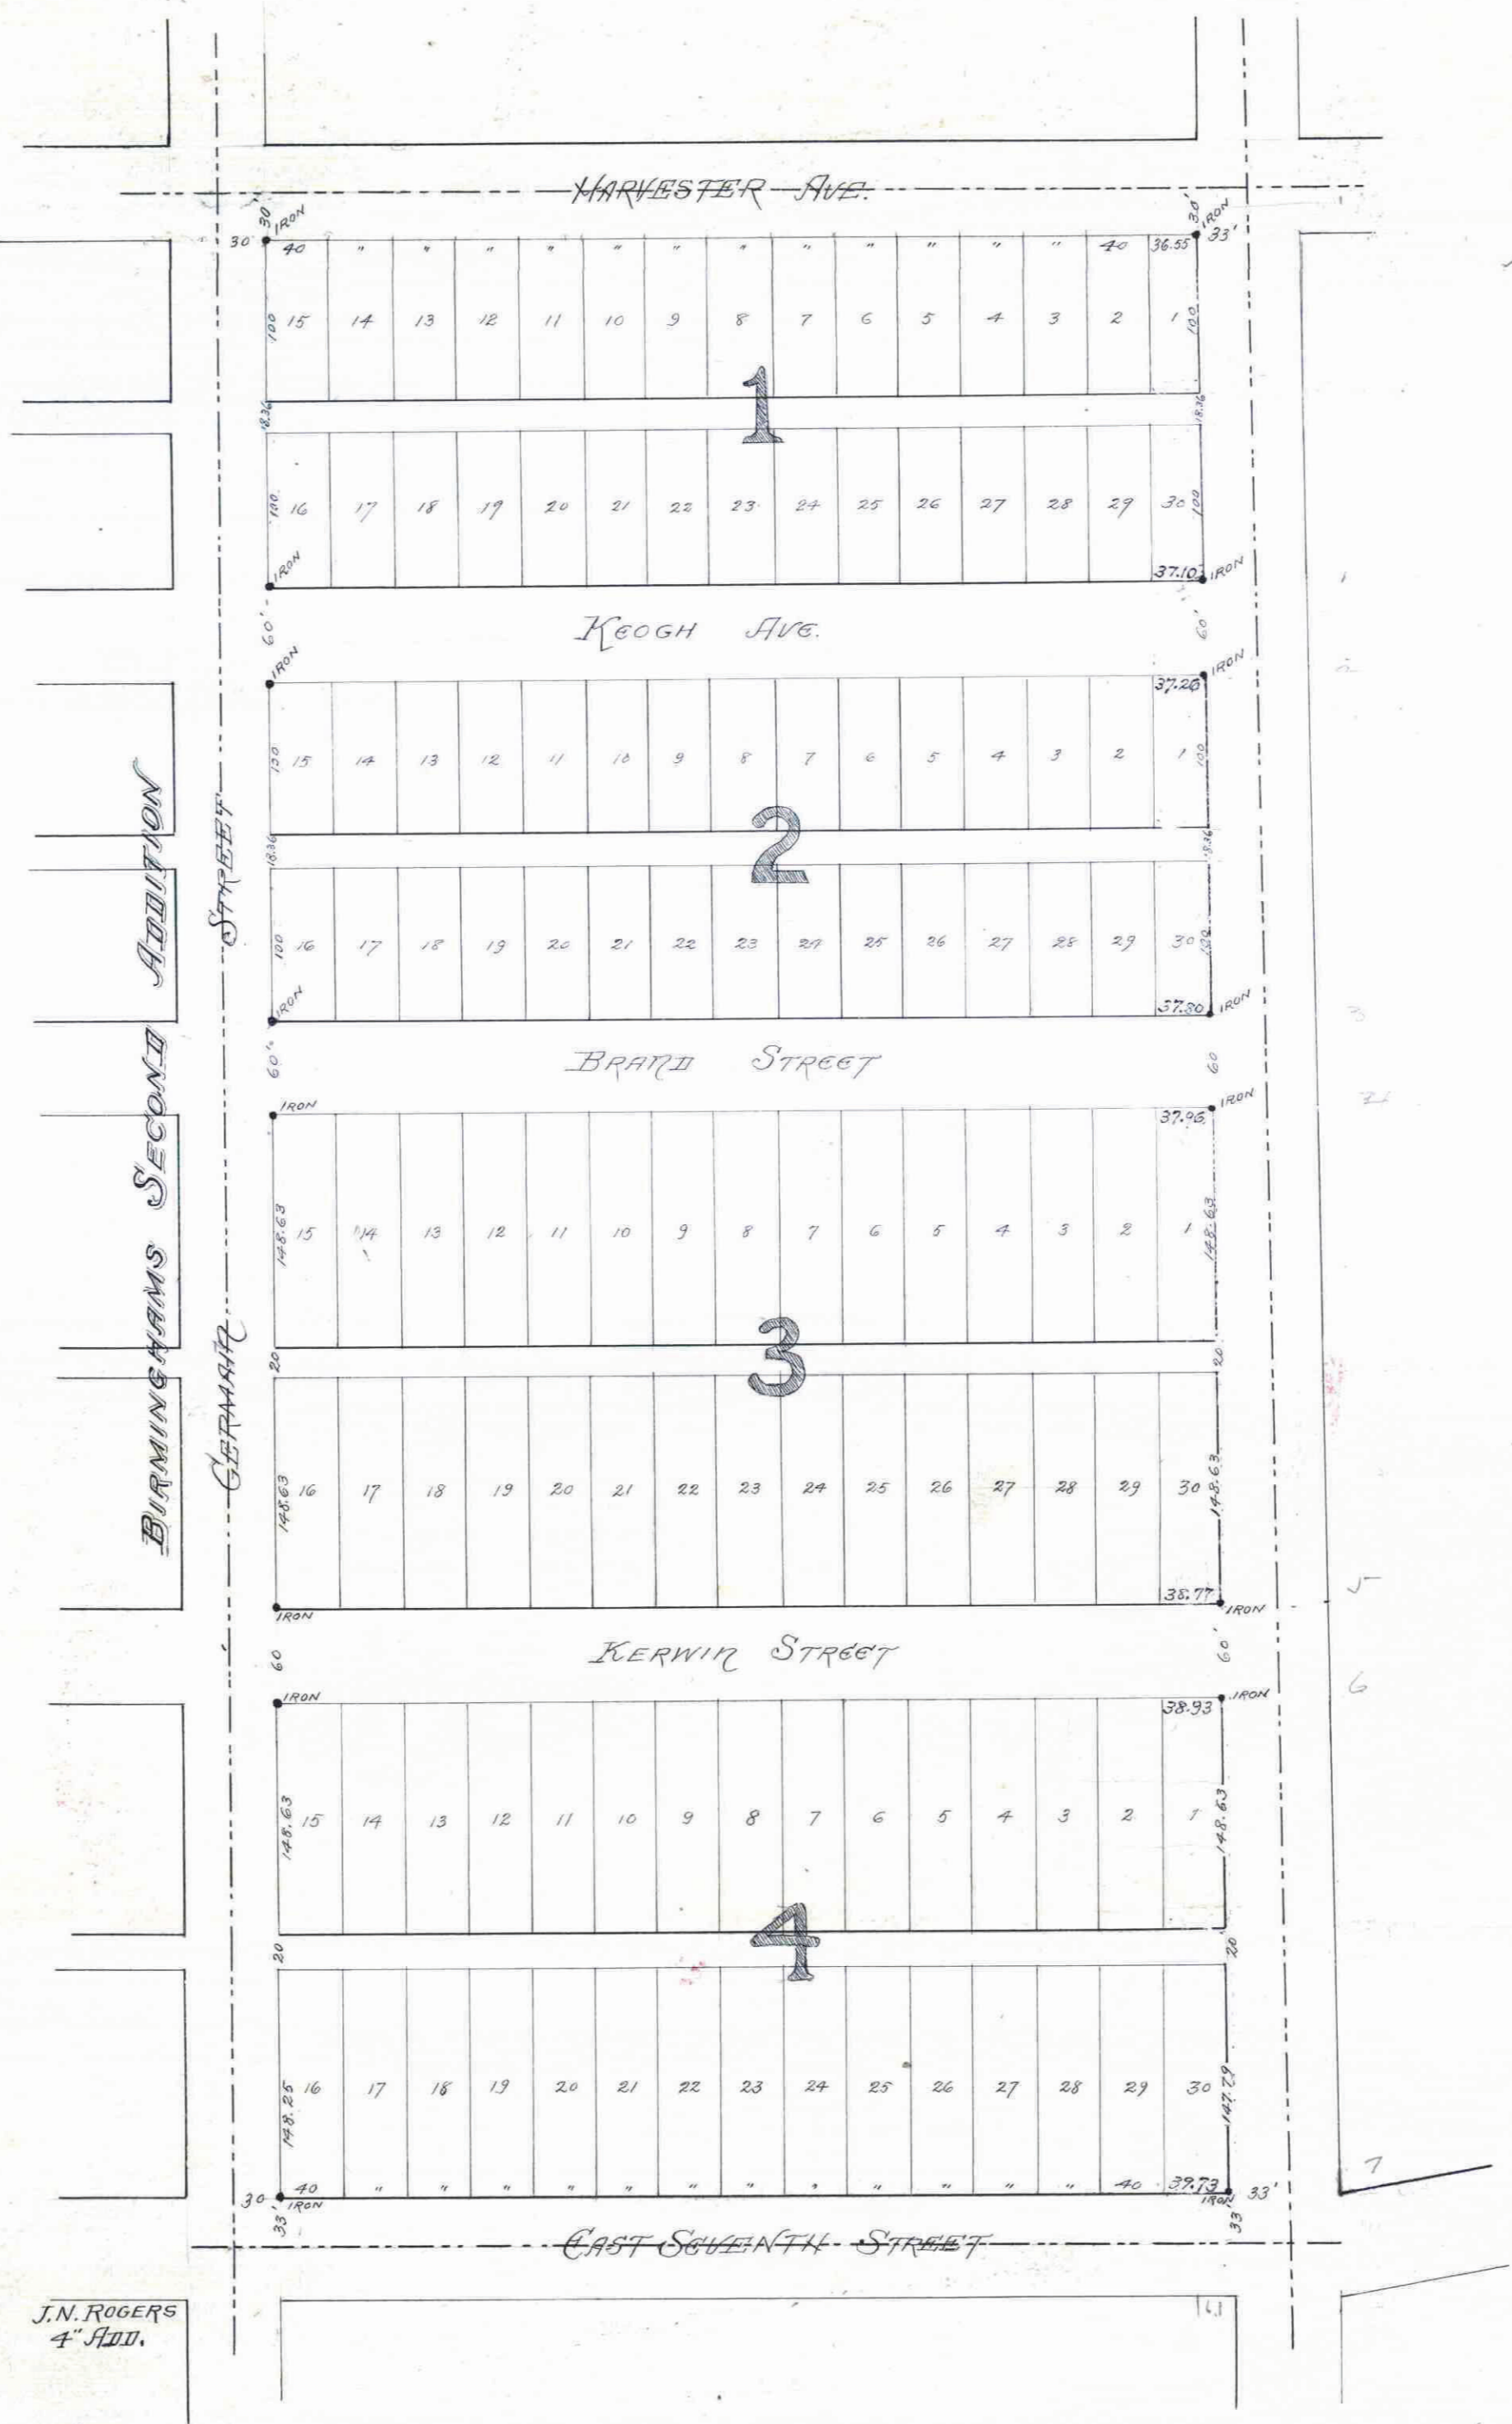 HARVESTER AVE.
30' IRON 30' IRON
30' 40 " " " " " " " " " " " " 40 36.55 33'
100 15 14 13 12 11 10 9 8 7 6 5 4 3 2 1 100
18.36 1 18.36
100 16 17 18 19 20 21 22 23 24 25 26 27 28 29 30 100
IRON 37.10 IRON
60' KEOGH AVE. 60'
IRON 37.26 IRON
100 15 14 13 12 11 10 9 8 7 6 5 4 3 2 1 100
18.36 2 18.36
100 16 17 18 19 20 21 22 23 24 25 26 27 28 29 30 100
IRON 37.80 IRON
60' BRAND STREET 60
IRON 37.96 IRON
148.63 15 14 13 12 11 10 9 8 7 6 5 4 3 2 1 148.63
20 3 20
148.63 16 17 18 19 20 21 22 23 24 25 26 27 28 29 30 148.63
IRON 38.77 IRON
60 KERWIN STREET 60'
IRON 38.93 IRON
148.63 15 14 13 12 11 10 9 8 7 6 5 4 3 2 1 148.63
20 4 20
148.25 16 17 18 19 20 21 22 23 24 25 26 27 28 29 30 147.79
30' 40 " " " " " " " " " " " " 40 39.73 33'
IRON IRON
33' 33'
EAST SEVENTH STREET
BIRMINGHAMS SECOND ADDITION
GERMAIN STREET
J.N. ROGERS
4" ADD.
1
2
3
5
6
7